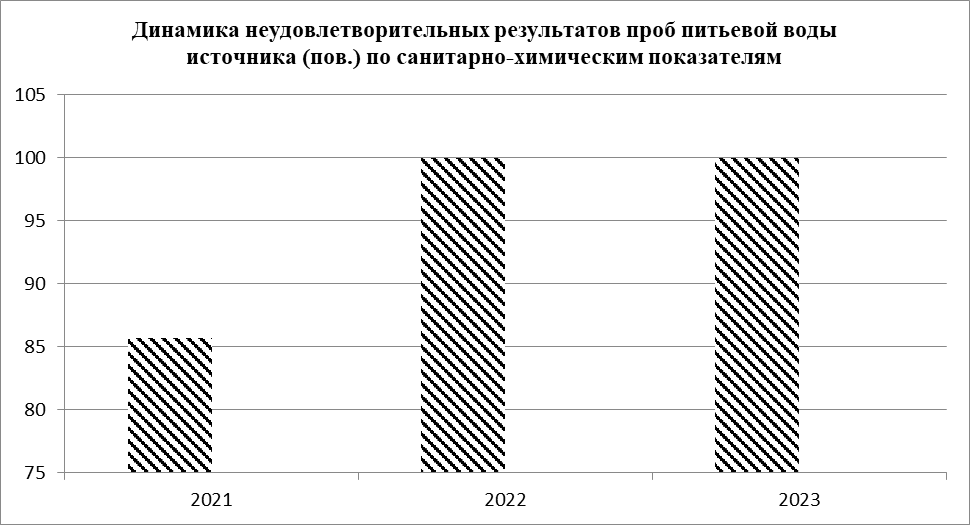 Динамика неудовлетворительных результатов проб питьевой воды
источника (пов.) по санитарно-химическим показателям
105
100
95
90
85
80
75
2021 2022 2023